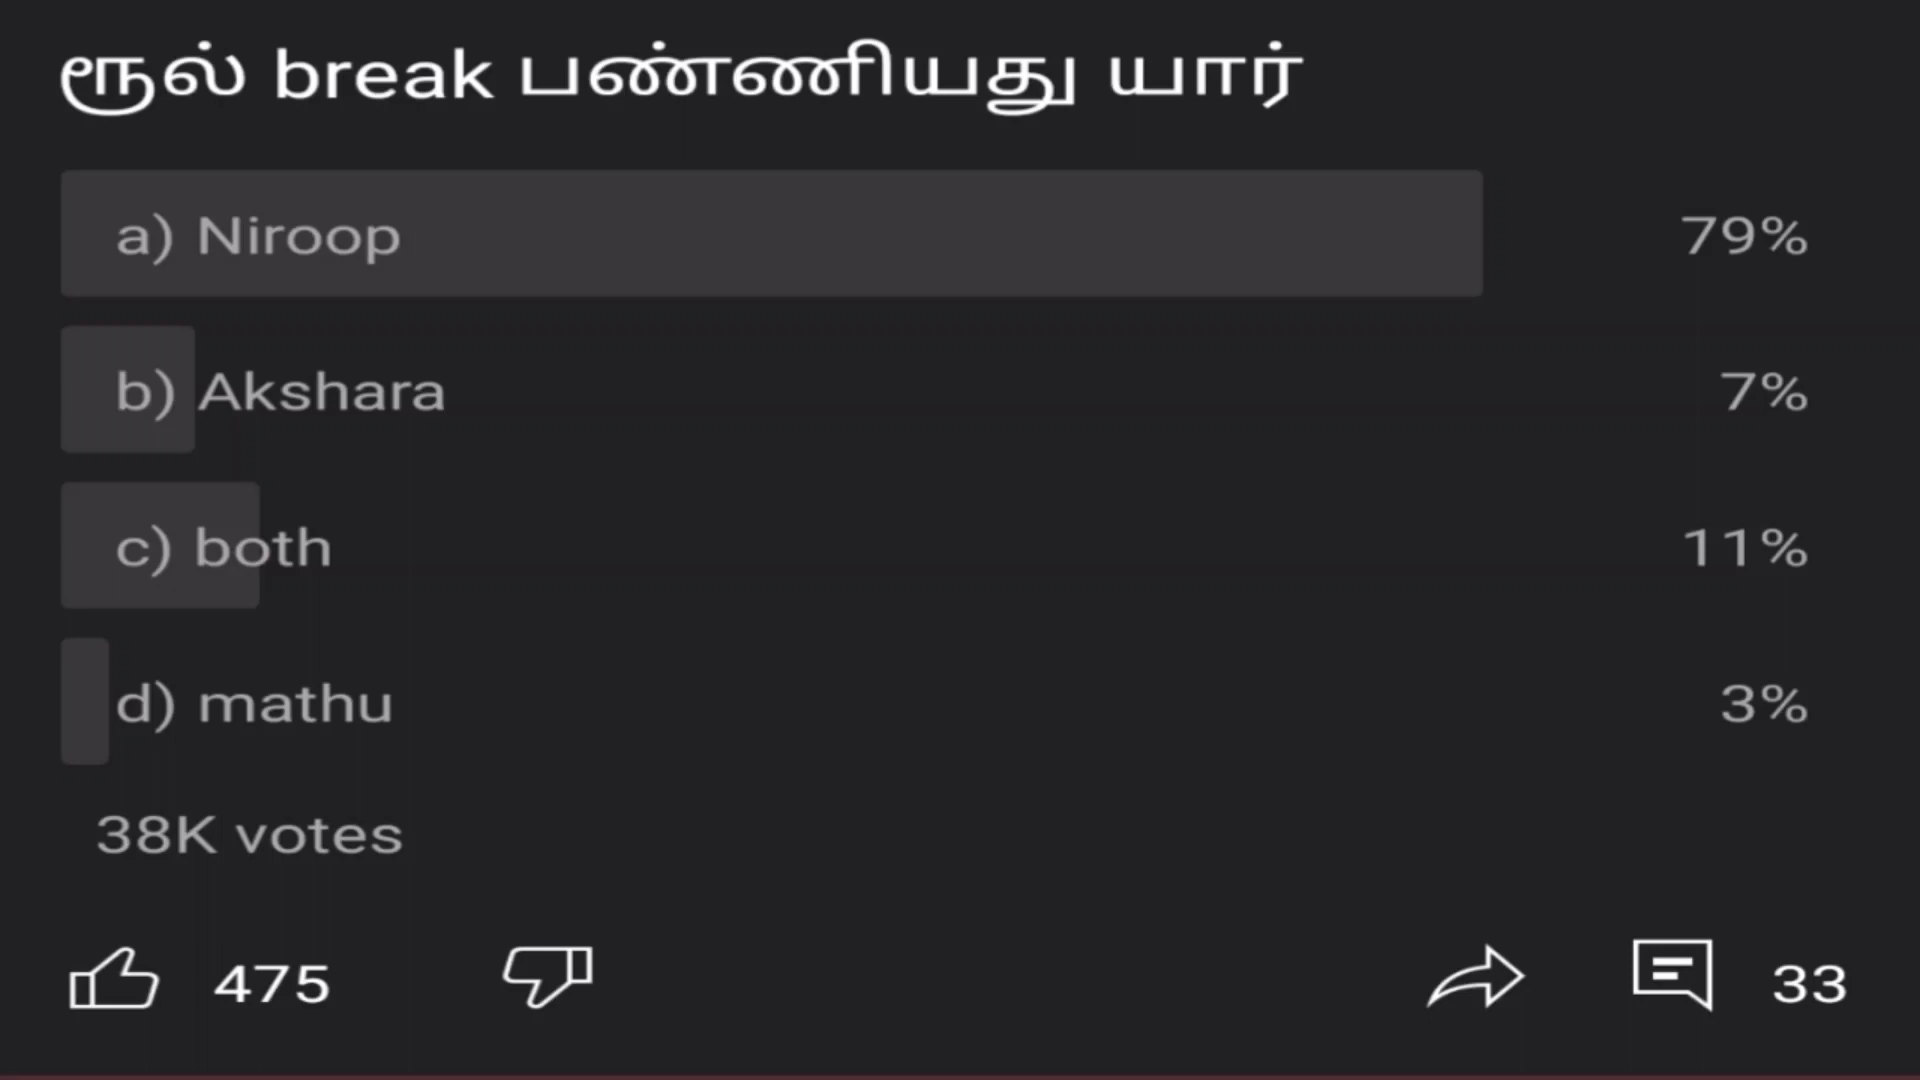 ரூல் break பண்ணியது யார்
a) Niroop 79%
b) Akshara 7%
c) both 11%
d) mathu 3%
38K votes
475 33